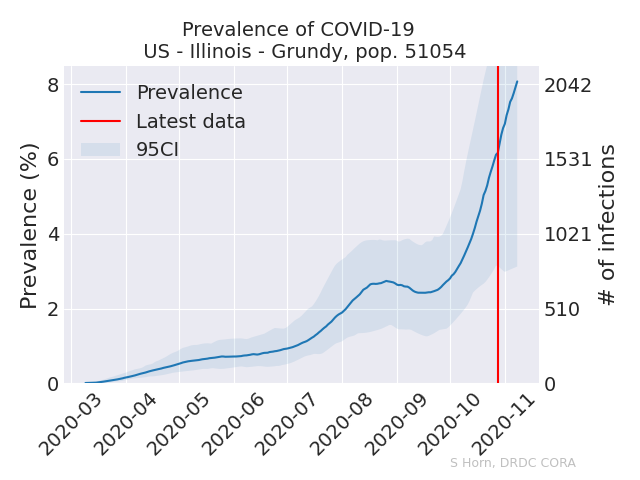 Prevalence of COVID-19
US - Illinois - Grundy, pop. 51054
Prevalence
Latest data
95CI
Prevalence (%)
8
6
4
2
0
2042
1531
1021
510
0
# of infections
2020-03
2020-04
2020-05
2020-06
2020-07
2020-08
2020-09
2020-10
2020-11
S Horn, DRDC CORA